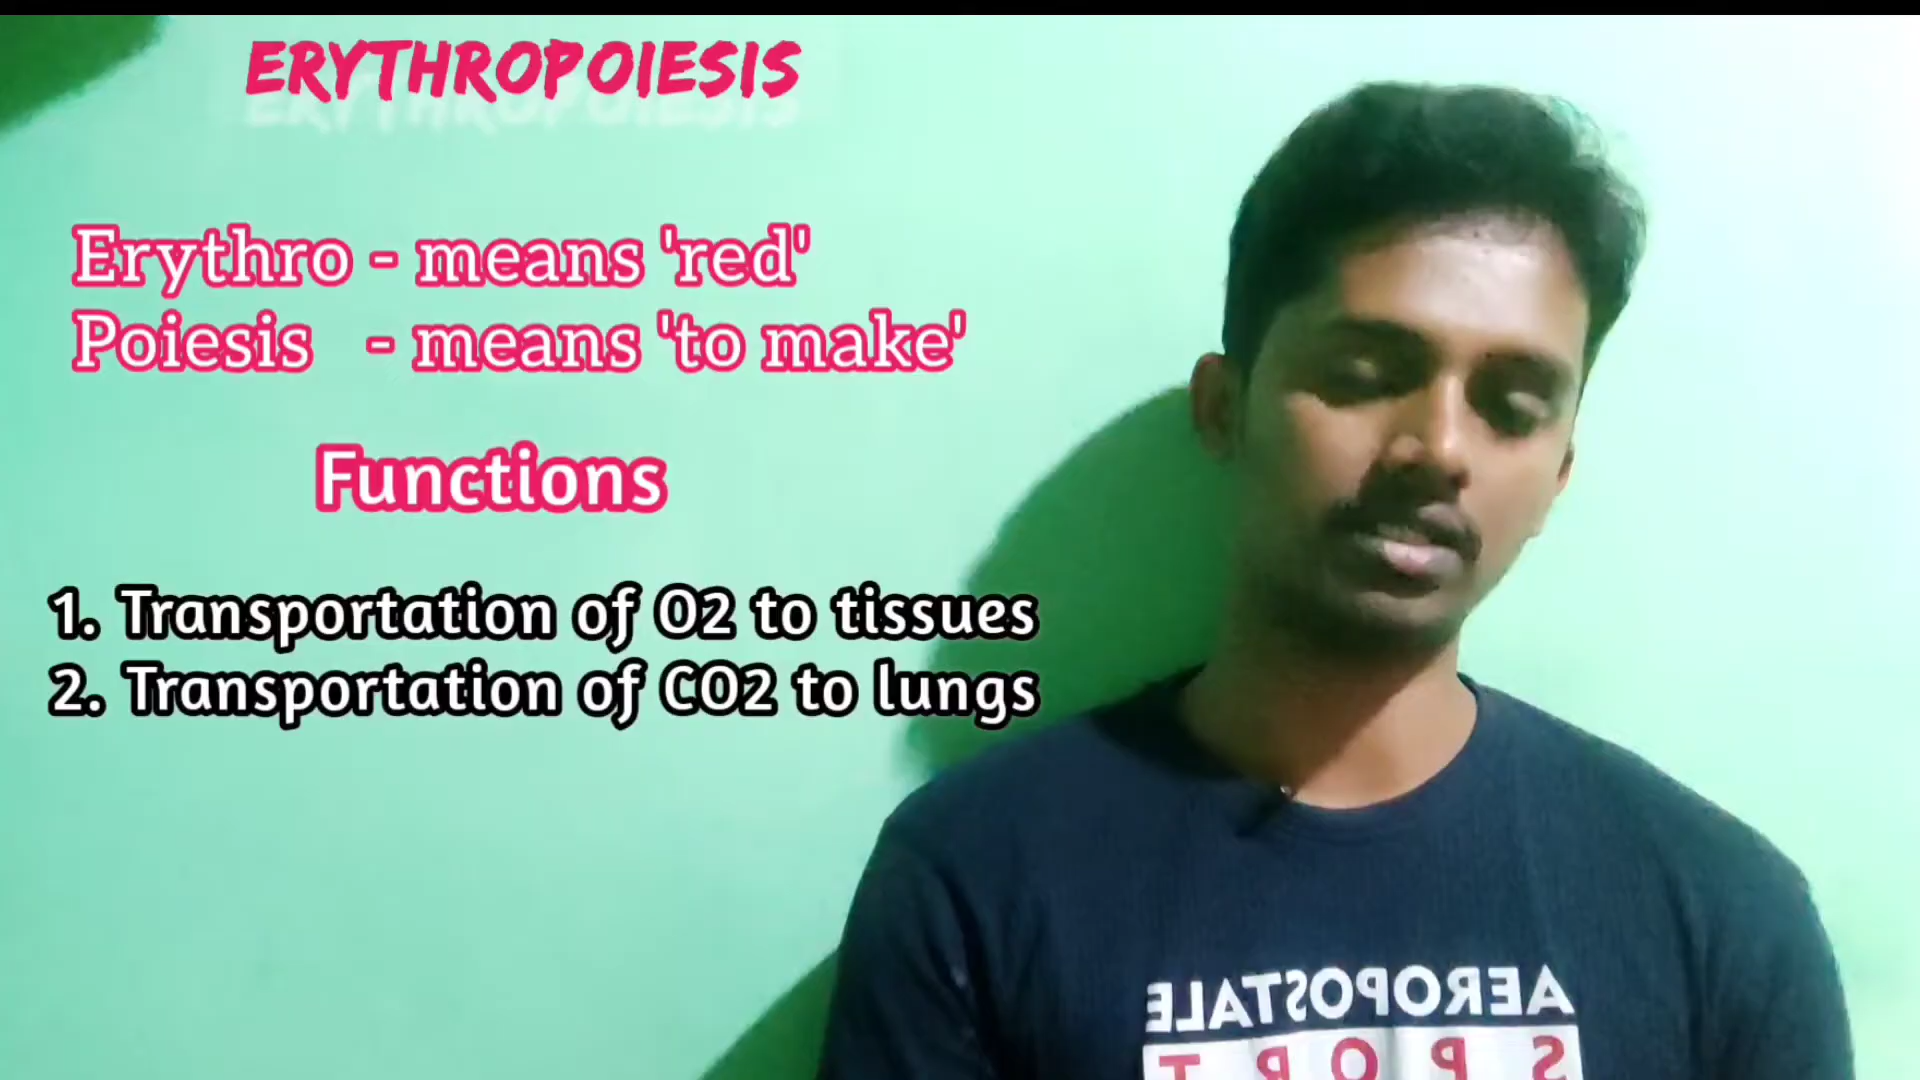 ERYTHROPOIESIS
Erythro - means 'red'
Poiesis - means 'to make'
Functions
1. Transportation of O2 to tissues
2. Transportation of CO2 to lungs
AEROPOSTALE
SPORT